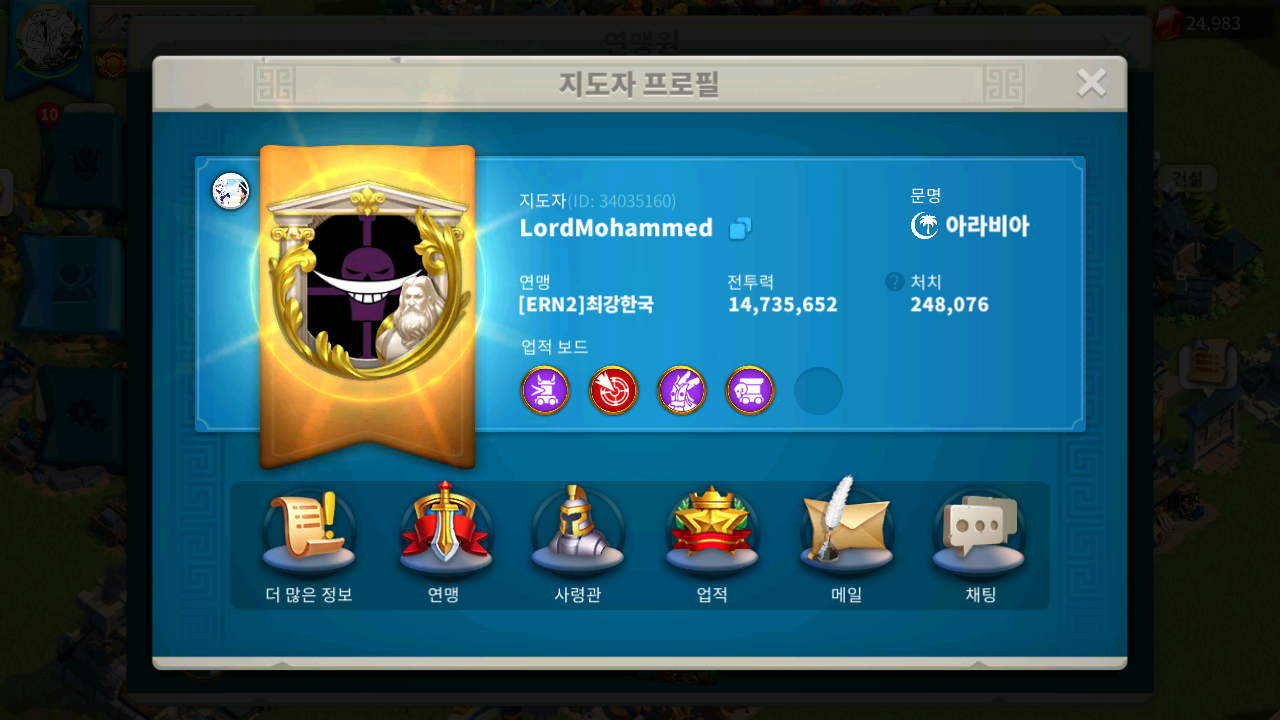 연맹원
24,983
지도자 프로필
10
건설
지도자(ID: 34035160)
LordMohammed
문명
아라비아
연맹
[ERN2]최강한국
전투력
14,735,652
?
처치
248,076
업적 보드
더 많은 정보
연맹
사령관
업적
메일
채팅